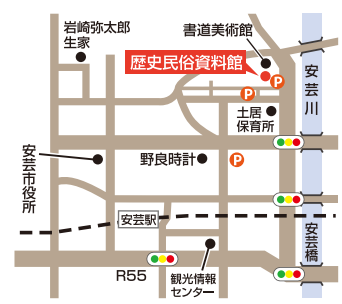 岩崎弥太郎
生家
書道美術館
歴史民俗資料館
P
P
安芸川
土居
保育所
安芸市役所
野良時計
P
安芸駅
安芸橋
R55
観光情報
センター